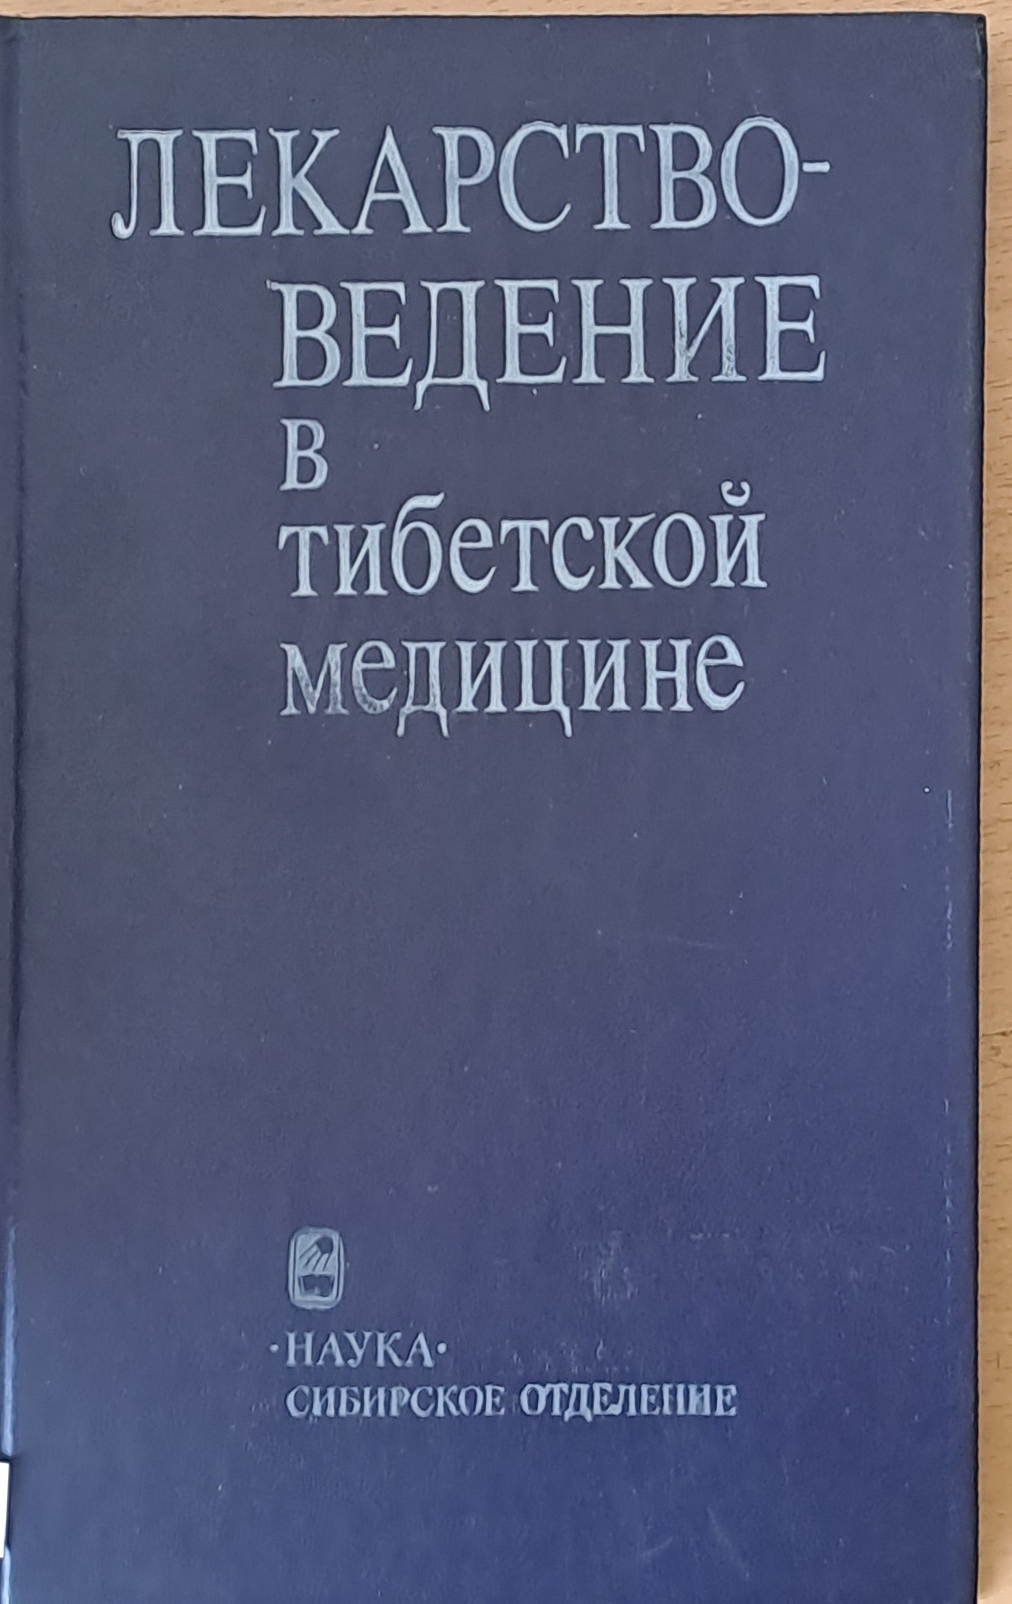 ЛЕКАРСТВО-
ВЕДЕНИЕ
в
тибетской
медицине
·НАУКА·
СИБИРСКОЕ ОТДЕЛЕНИЕ